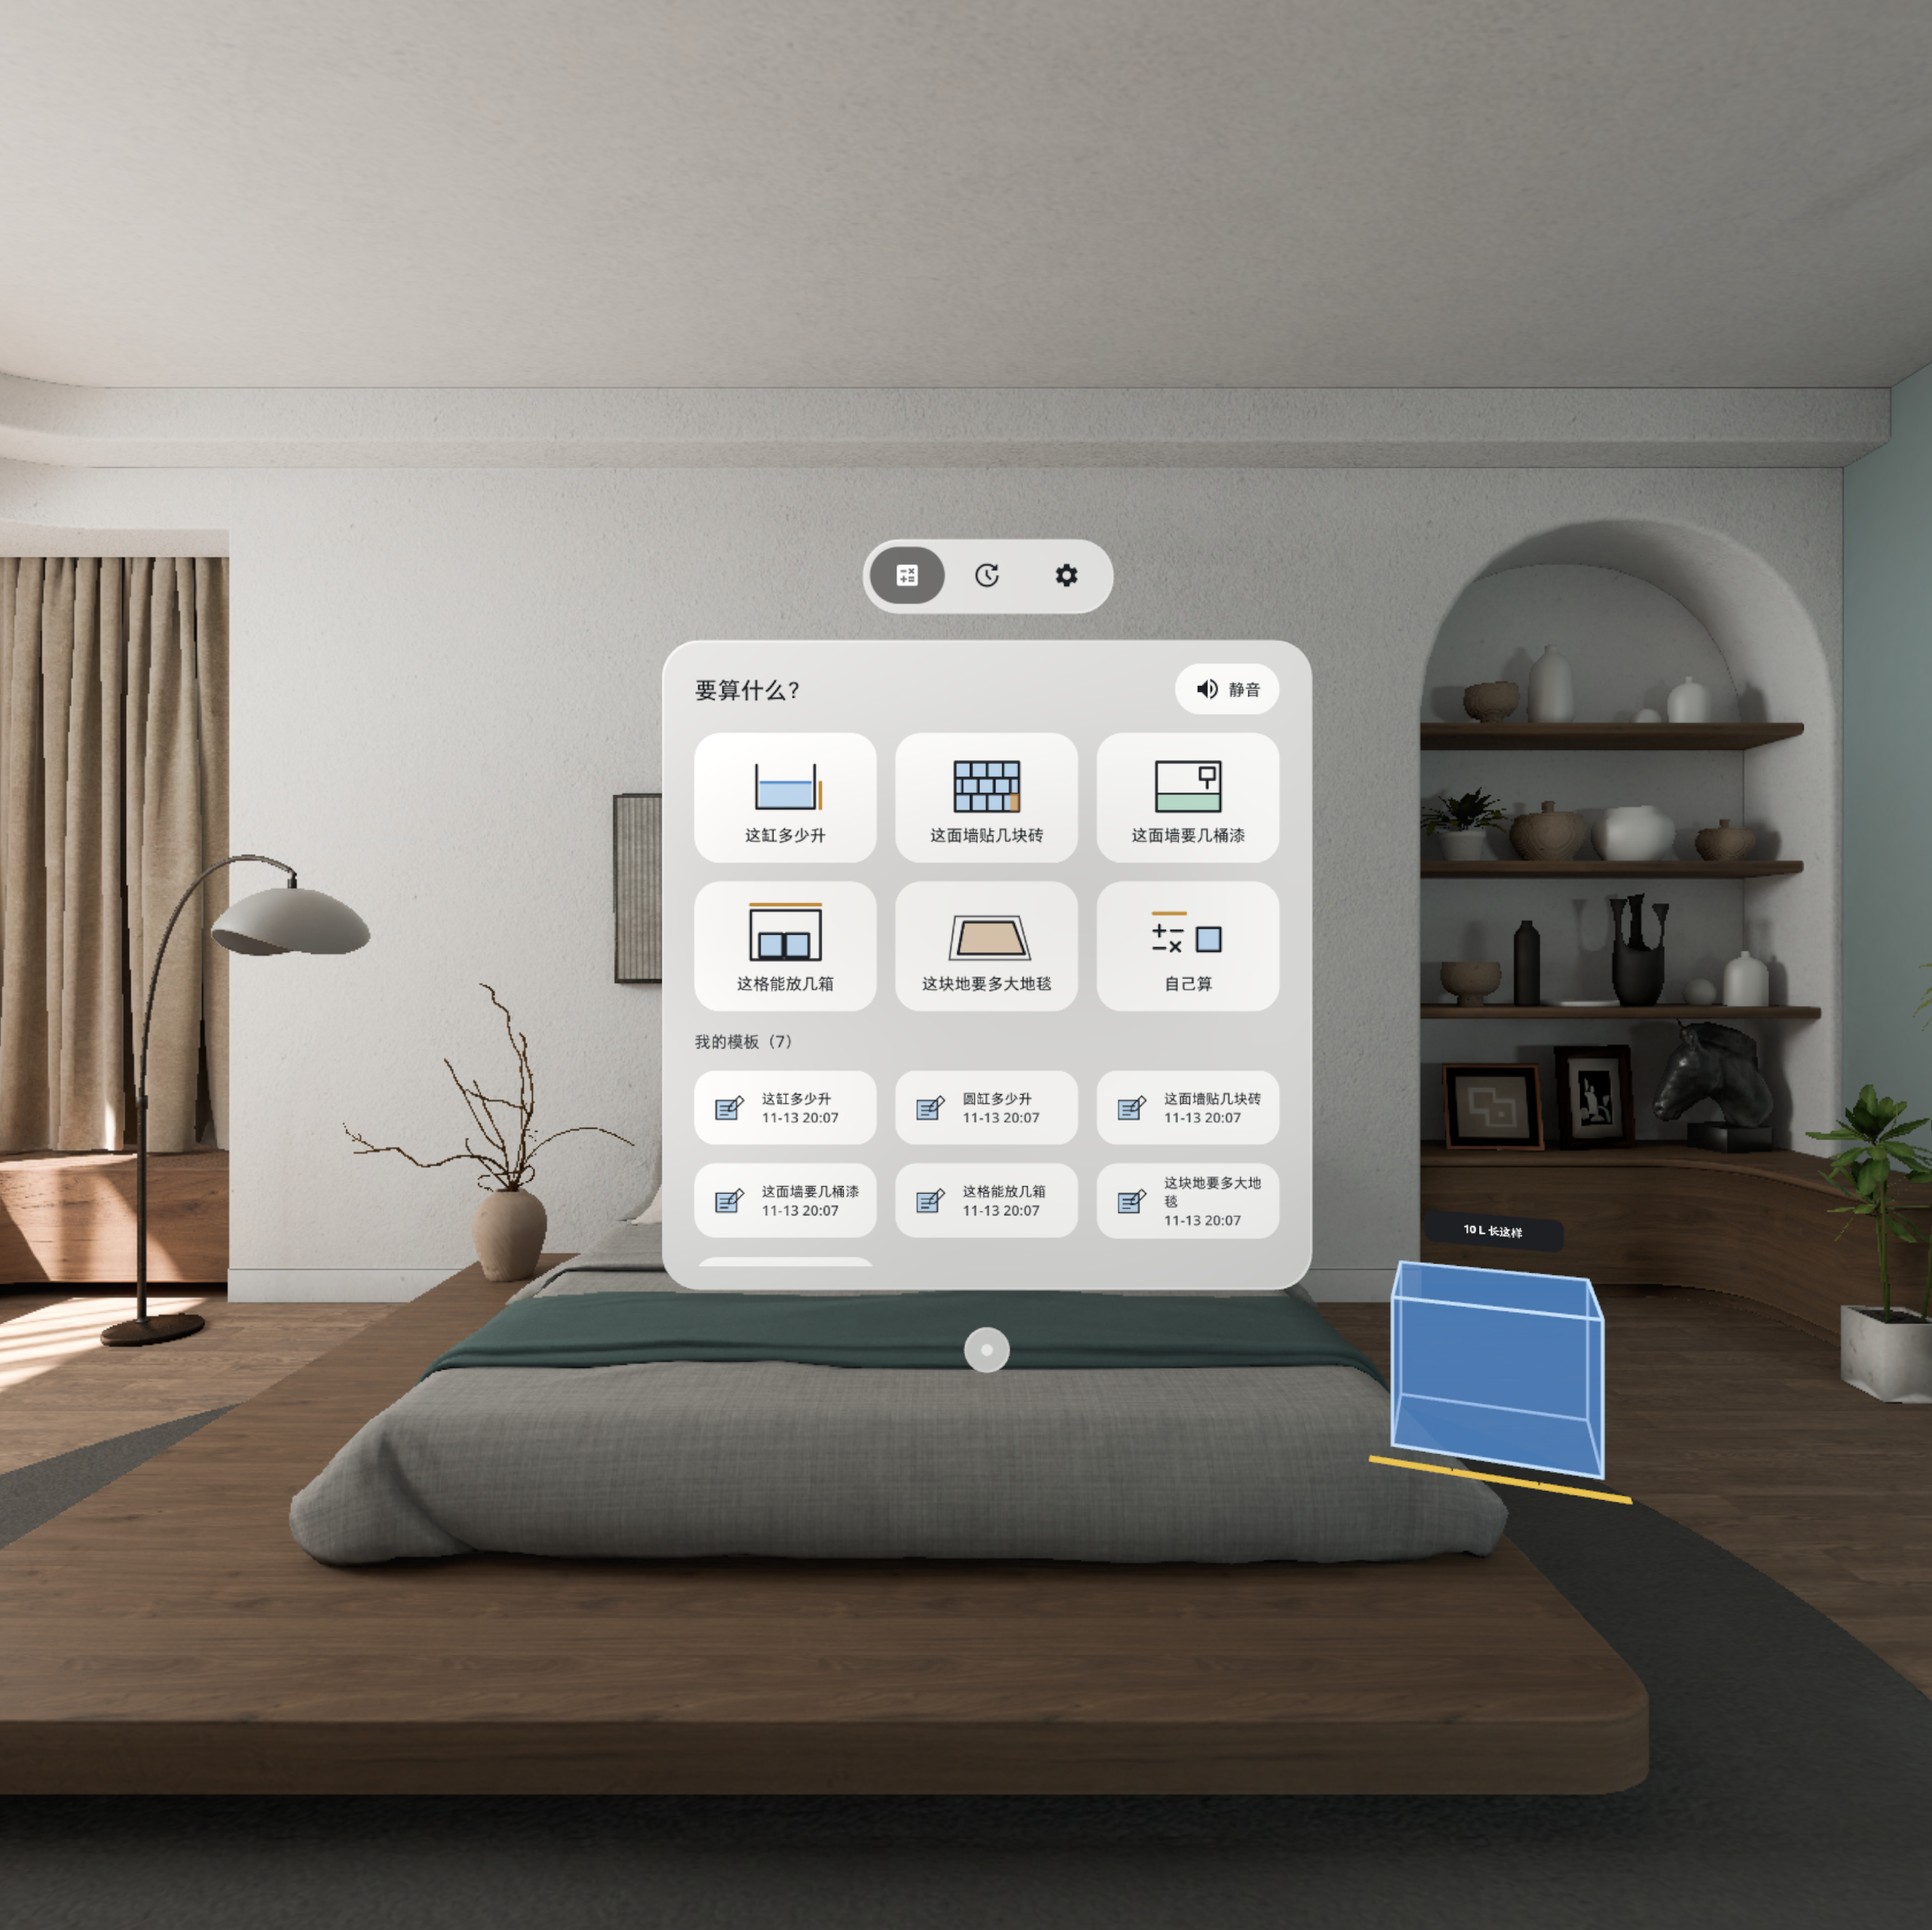 要算什么？
静音
这缸多少升
这面墙贴几块砖
这面墙要几桶漆
这格能放几箱
这块地要多大地毯
自己算
我的模板（7）
这缸多少升
11-13 20:07
圆缸多少升
11-13 20:07
这面墙贴几块砖
11-13 20:07
这面墙要几桶漆
11-13 20:07
这格能放几箱
11-13 20:07
这块地要多大地
毯
11-13 20:07
10 L 长这样